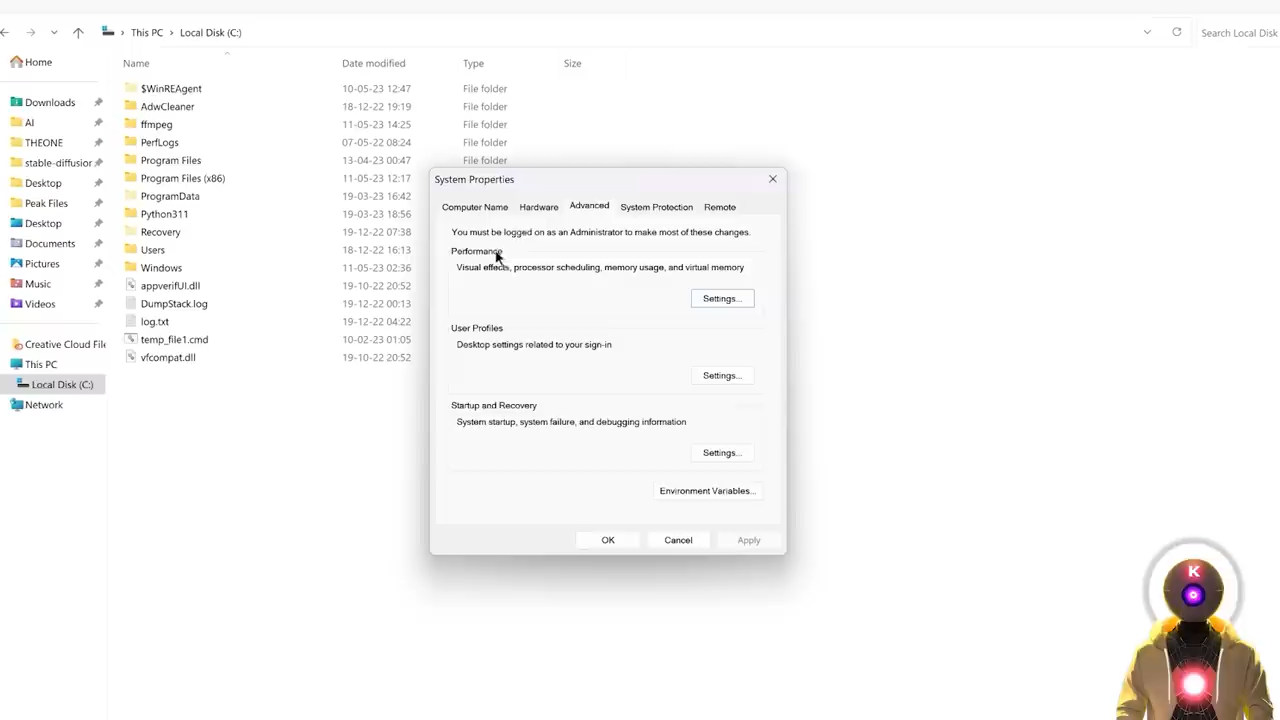 This PC > Local Disk (C:)
Search Local Disk
Home
Downloads
AI
THEONE
stable-diffusion
Desktop
Peak Files
Desktop
Documents
Pictures
Music
Videos
Creative Cloud File
This PC
Local Disk (C:)
Network
Name Date modified Type Size
$WinREAgent 10-05-23 12:47 File folder
AdwCleaner 18-12-22 19:19 File folder
ffmpeg 11-05-23 14:25 File folder
PerfLogs 07-05-22 08:24 File folder
Program Files 13-04-23 00:47 File folder
Program Files (x86) 11-05-23 12:17
ProgramData 19-03-23 16:42
Python311 19-03-23 18:56
Recovery 19-12-22 07:38
Users 18-12-22 16:13
Windows 11-05-23 02:36
appverifUI.dll 19-10-22 20:52
DumpStack.log 19-12-22 00:13
log.txt 19-12-22 04:22
temp_file1.cmd 10-02-23 01:05
vfcompat.dll 19-10-22 20:52
System Properties
Computer Name Hardware Advanced System Protection Remote
You must be logged on as an Administrator to make most of these changes.
Performance
Visual effects, processor scheduling, memory usage, and virtual memory
Settings...
User Profiles
Desktop settings related to your sign-in
Settings...
Startup and Recovery
System startup, system failure, and debugging information
Settings...
Environment Variables...
OK Cancel Apply
K